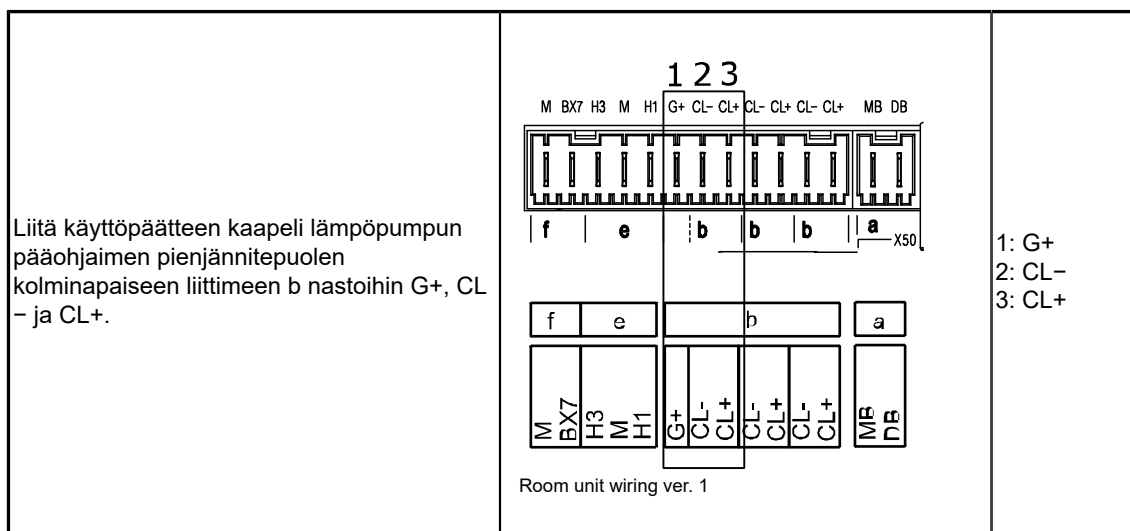 Liitä käyttöpäätteen kaapeli lämpöpumpun
pääohjaimen pienjännitepuolen
kolminapaiseen liittimeen b nastoihin G+, CL
− ja CL+.
1 2 3
M BX7 H3 M H1 G+ CL− CL+ CL− CL+ CL− CL+ MB DB
f e b b b a
X50
f e b a
M BX7 H3 M H1 G+ CL- CL+ CL- CL+ CL- CL+ MB DB
Room unit wiring ver. 1
1: G+
2: CL−
3: CL+